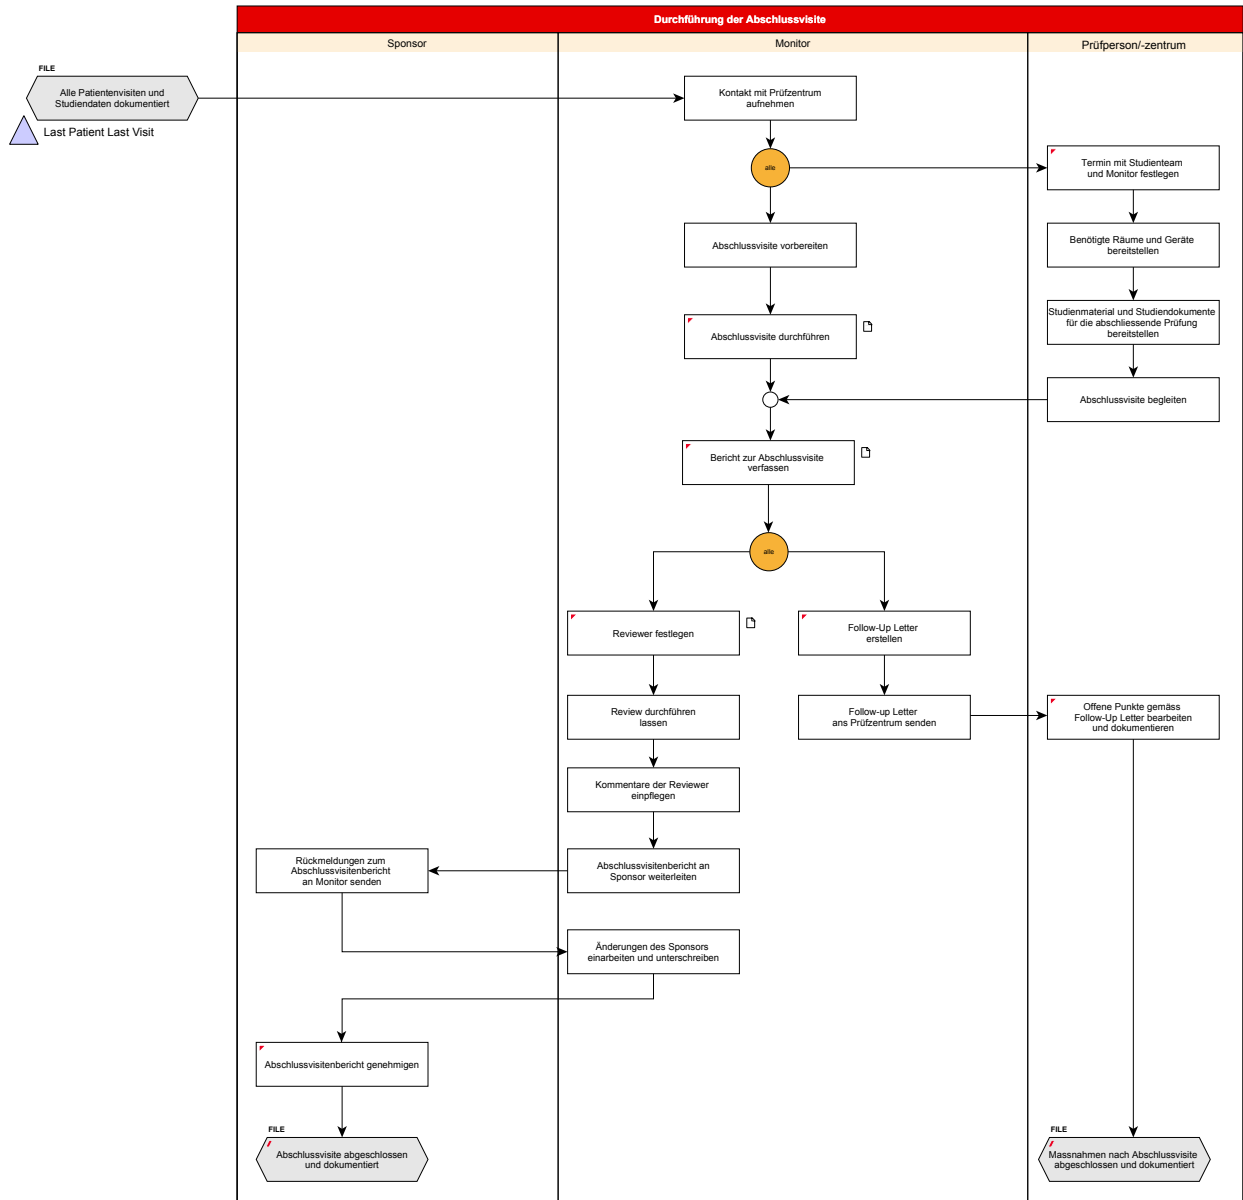 Durchführung der Abschlussvisite
Sponsor
Monitor
Prüfperson/-zentrum
FILE
Alle Patientenvisiten und
Studiendaten dokumentiert
Last Patient Last Visit
Kontakt mit Prüfzentrum
aufnehmen
alle
Termin mit Studienteam
und Monitor festlegen
Abschlussvisite vorbereiten
Benötigte Räume und Geräte
bereitstellen
Abschlussvisite durchführen
Studienmaterial und Studiendokumente
für die abschliessende Prüfung
bereitstellen
Abschlussvisite begleiten
Bericht zur Abschlussvisite
verfassen
alle
Reviewer festlegen
Follow-Up Letter
erstellen
Review durchführen
lassen
Follow-up Letter
ans Prüfzentrum senden
Offene Punkte gemäss
Follow-Up Letter bearbeiten
und dokumentieren
Kommentare der Reviewer
einpflegen
Rückmeldungen zum
Abschlussvisitenbericht
an Monitor senden
Abschlussvisitenbericht an
Sponsor weiterleiten
Änderungen des Sponsors
einarbeiten und unterschreiben
Abschlussvisitenbericht genehmigen
FILE
Abschlussvisite abgeschlossen
und dokumentiert
FILE
Massnahmen nach Abschlussvisite
abgeschlossen und dokumentiert